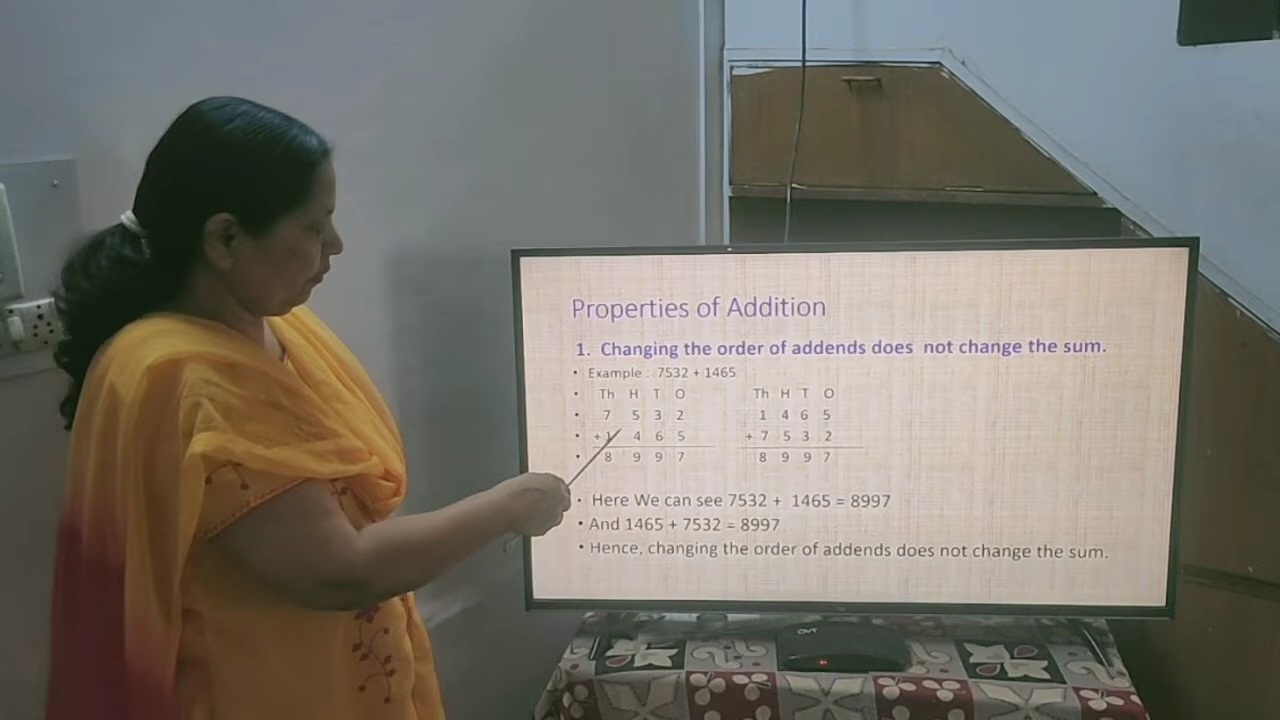 Properties of Addition
1. Changing the order of addends does not change the sum.
• Example : 7532 + 1465
• Th H T O Th H T O
• 7 5 3 2 1 4 6 5
• + 1 4 6 5 + 7 5 3 2
• 8 9 9 7 8 9 9 7
• Here We can see 7532 + 1465 = 8997
• And 1465 + 7532 = 8997
• Hence, changing the order of addends does not change the sum.